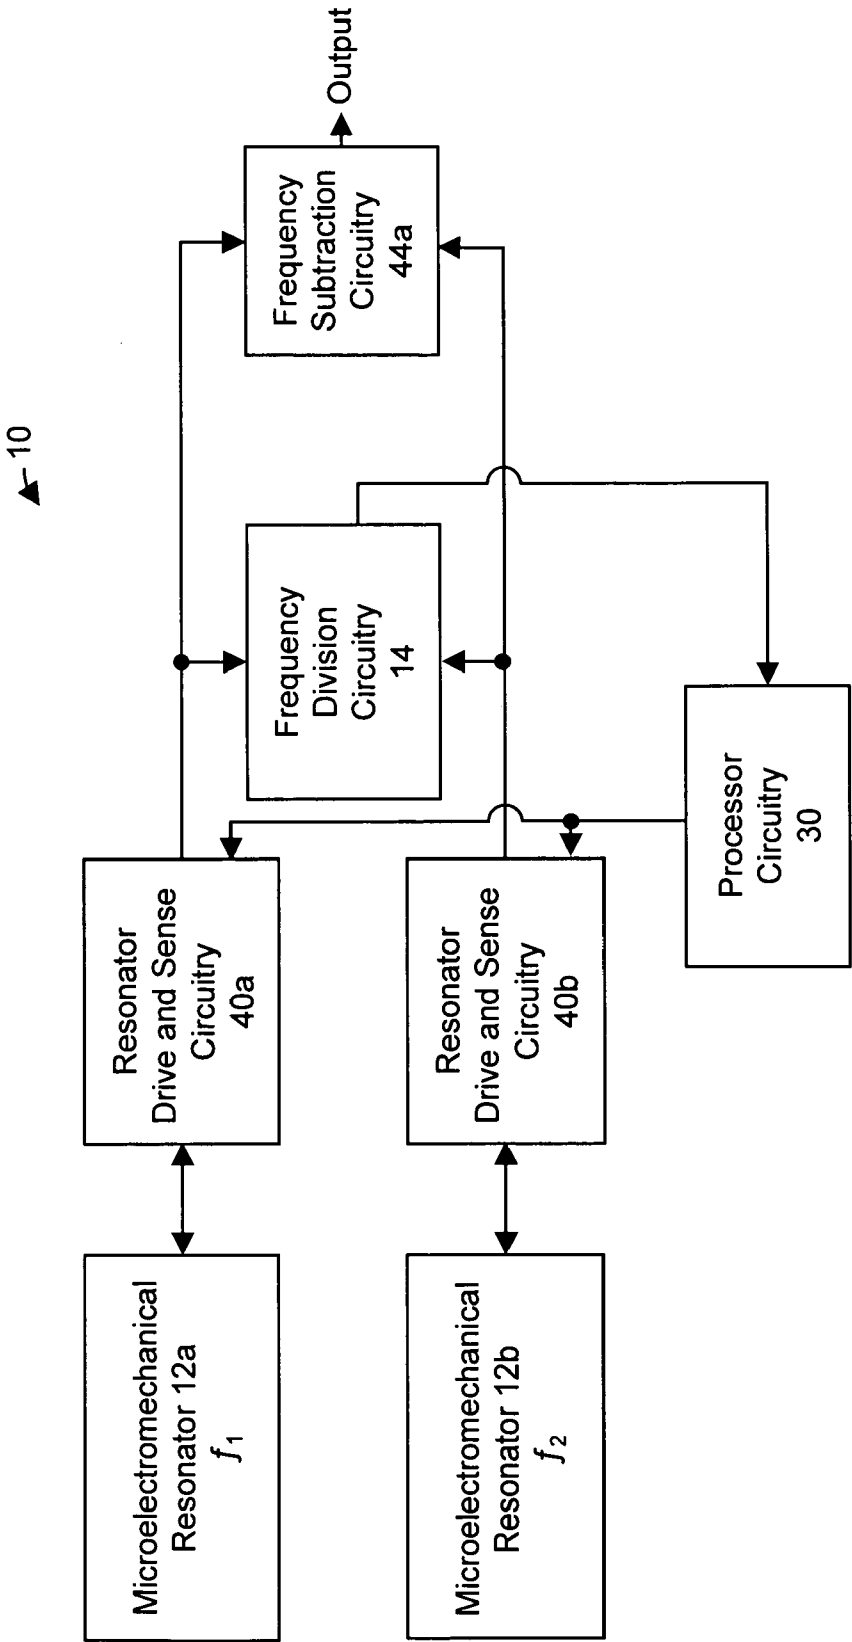 10
Microelectromechanical
Resonator 12a
f1
Resonator
Drive and Sense
Circuitry
40a
Frequency
Division
Circuitry
14
Frequency
Subtraction
Circuitry
44a
Output
Microelectromechanical
Resonator 12b
f2
Resonator
Drive and Sense
Circuitry
40b
Processor
Circuitry
30